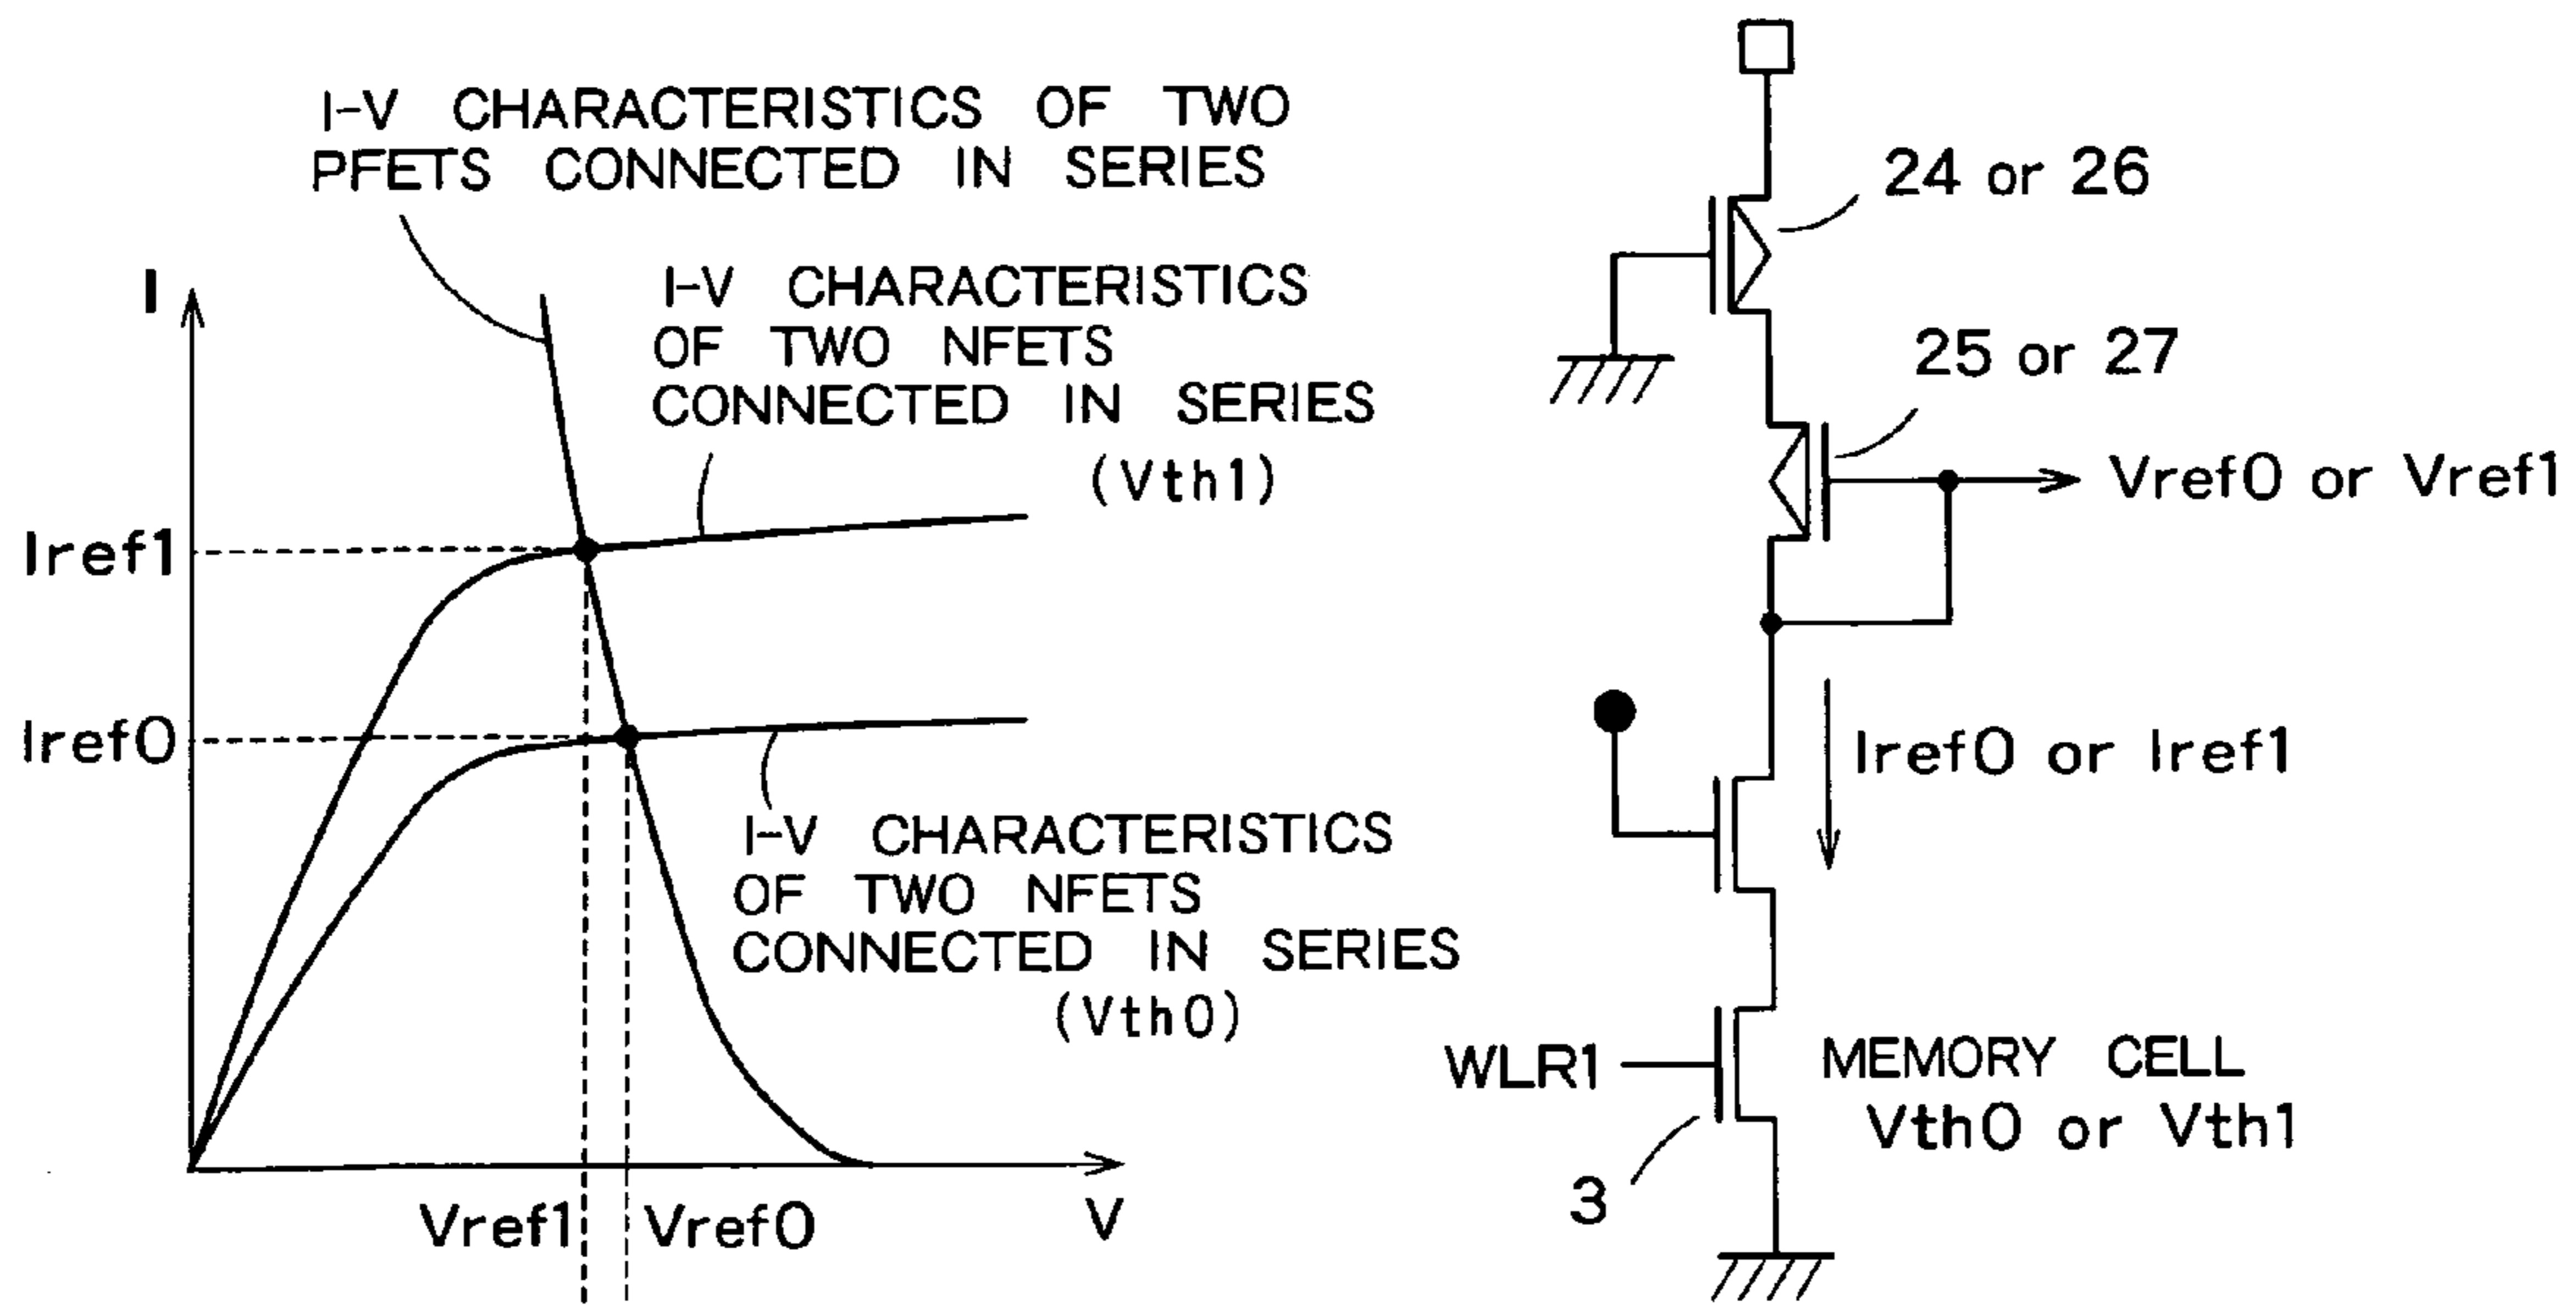 I-V CHARACTERISTICS OF TWO
PFETS CONNECTED IN SERIES
I-V CHARACTERISTICS
OF TWO NFETS
CONNECTED IN SERIES
(Vth1)
I
Iref1
Iref0
I-V CHARACTERISTICS
OF TWO NFETS
CONNECTED IN SERIES
(Vth0)
Vref1
Vref0
V
24 or 26
25 or 27
Vref0 or Vref1
Iref0 or Iref1
WLR1
MEMORY CELL
Vth0 or Vth1
3